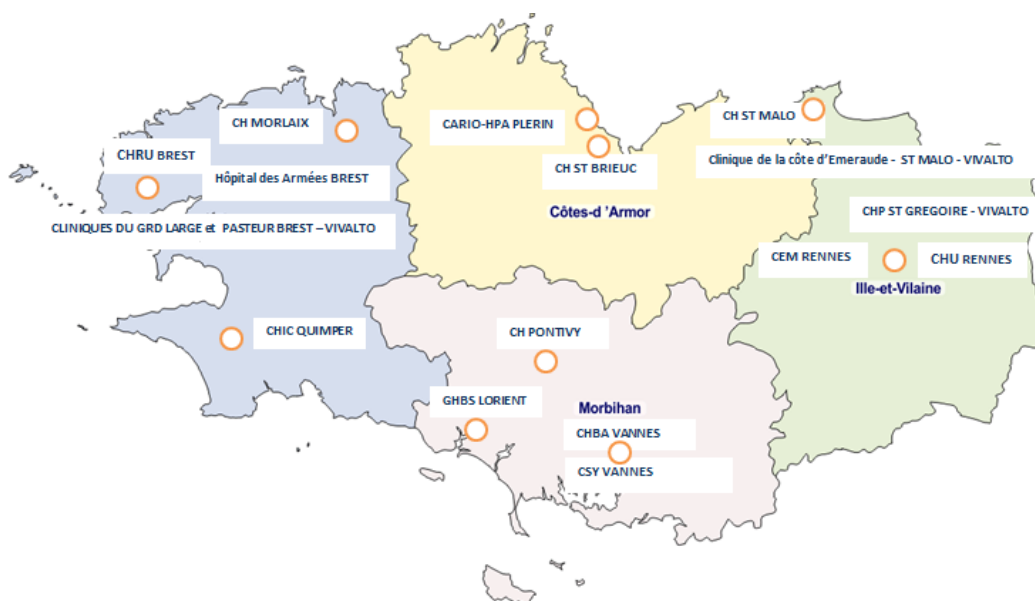 CH MORLAIX
CARIO-HPA PLERIN
CH ST MALO
CHRU BREST
CH ST BRIEUC
Clinique de la côte d’Emeraude - ST MALO - VIVALTO
Hôpital des Armées BREST
Côtes-d ’Armor
CHP ST GREGOIRE - VIVALTO
CLINIQUES DU GRD LARGE et PASTEUR BREST – VIVALTO
CEM RENNES
CHU RENNES
Ille-et-Vilaine
CHIC QUIMPER
CH PONTIVY
GHBS LORIENT
Morbihan
CHBA VANNES
CSY VANNES